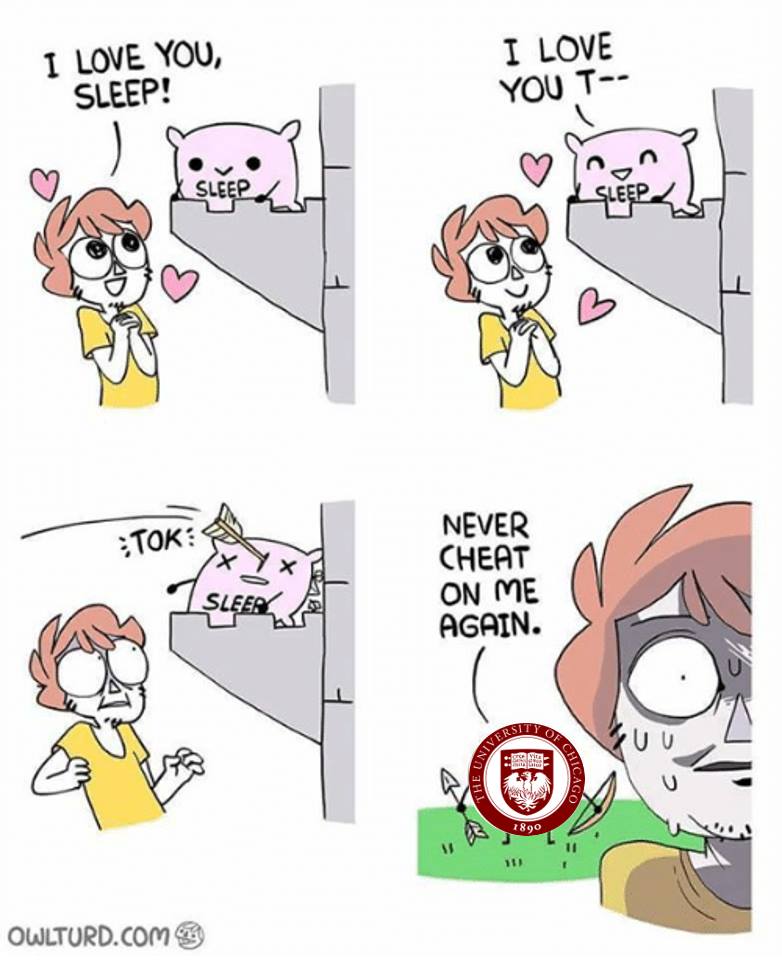 I LOVE YOU,
SLEEP!
SLEEP
I LOVE
YOU T--
SLEEP
TOK
SLEEP
NEVER
CHEAT
ON ME
AGAIN.
THE UNIVERSITY OF CHICAGO
1890
OWLTURD.COM